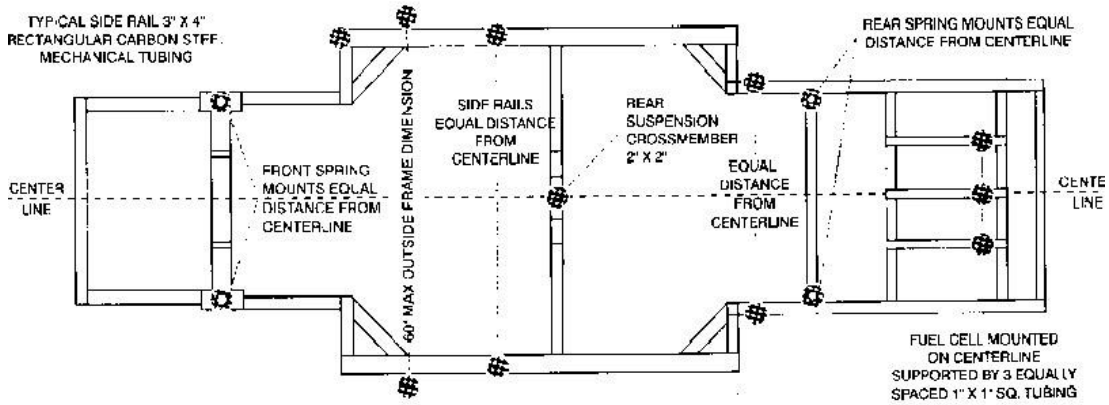 TYPICAL SIDE RAIL 3" X 4"
RECTANGULAR CARBON STEEL
MECHANICAL TUBING
REAR SPRING MOUNTS EQUAL
DISTANCE FROM CENTERLINE
60" MAX OUTSIDE FRAME DIMENSION
SIDE RAILS
EQUAL DISTANCE
FROM
CENTERLINE
REAR
SUSPENSION
CROSSMEMBER
2" X 2"
FRONT SPRING
MOUNTS EQUAL
DISTANCE FROM
CENTERLINE
EQUAL
DISTANCE
FROM
CENTERLINE
CENTER
LINE
CENTE
LINE
FUEL CELL MOUNTED
ON CENTERLINE
SUPPORTED BY 3 EQUALLY
SPACED 1" X 1" SQ. TUBING